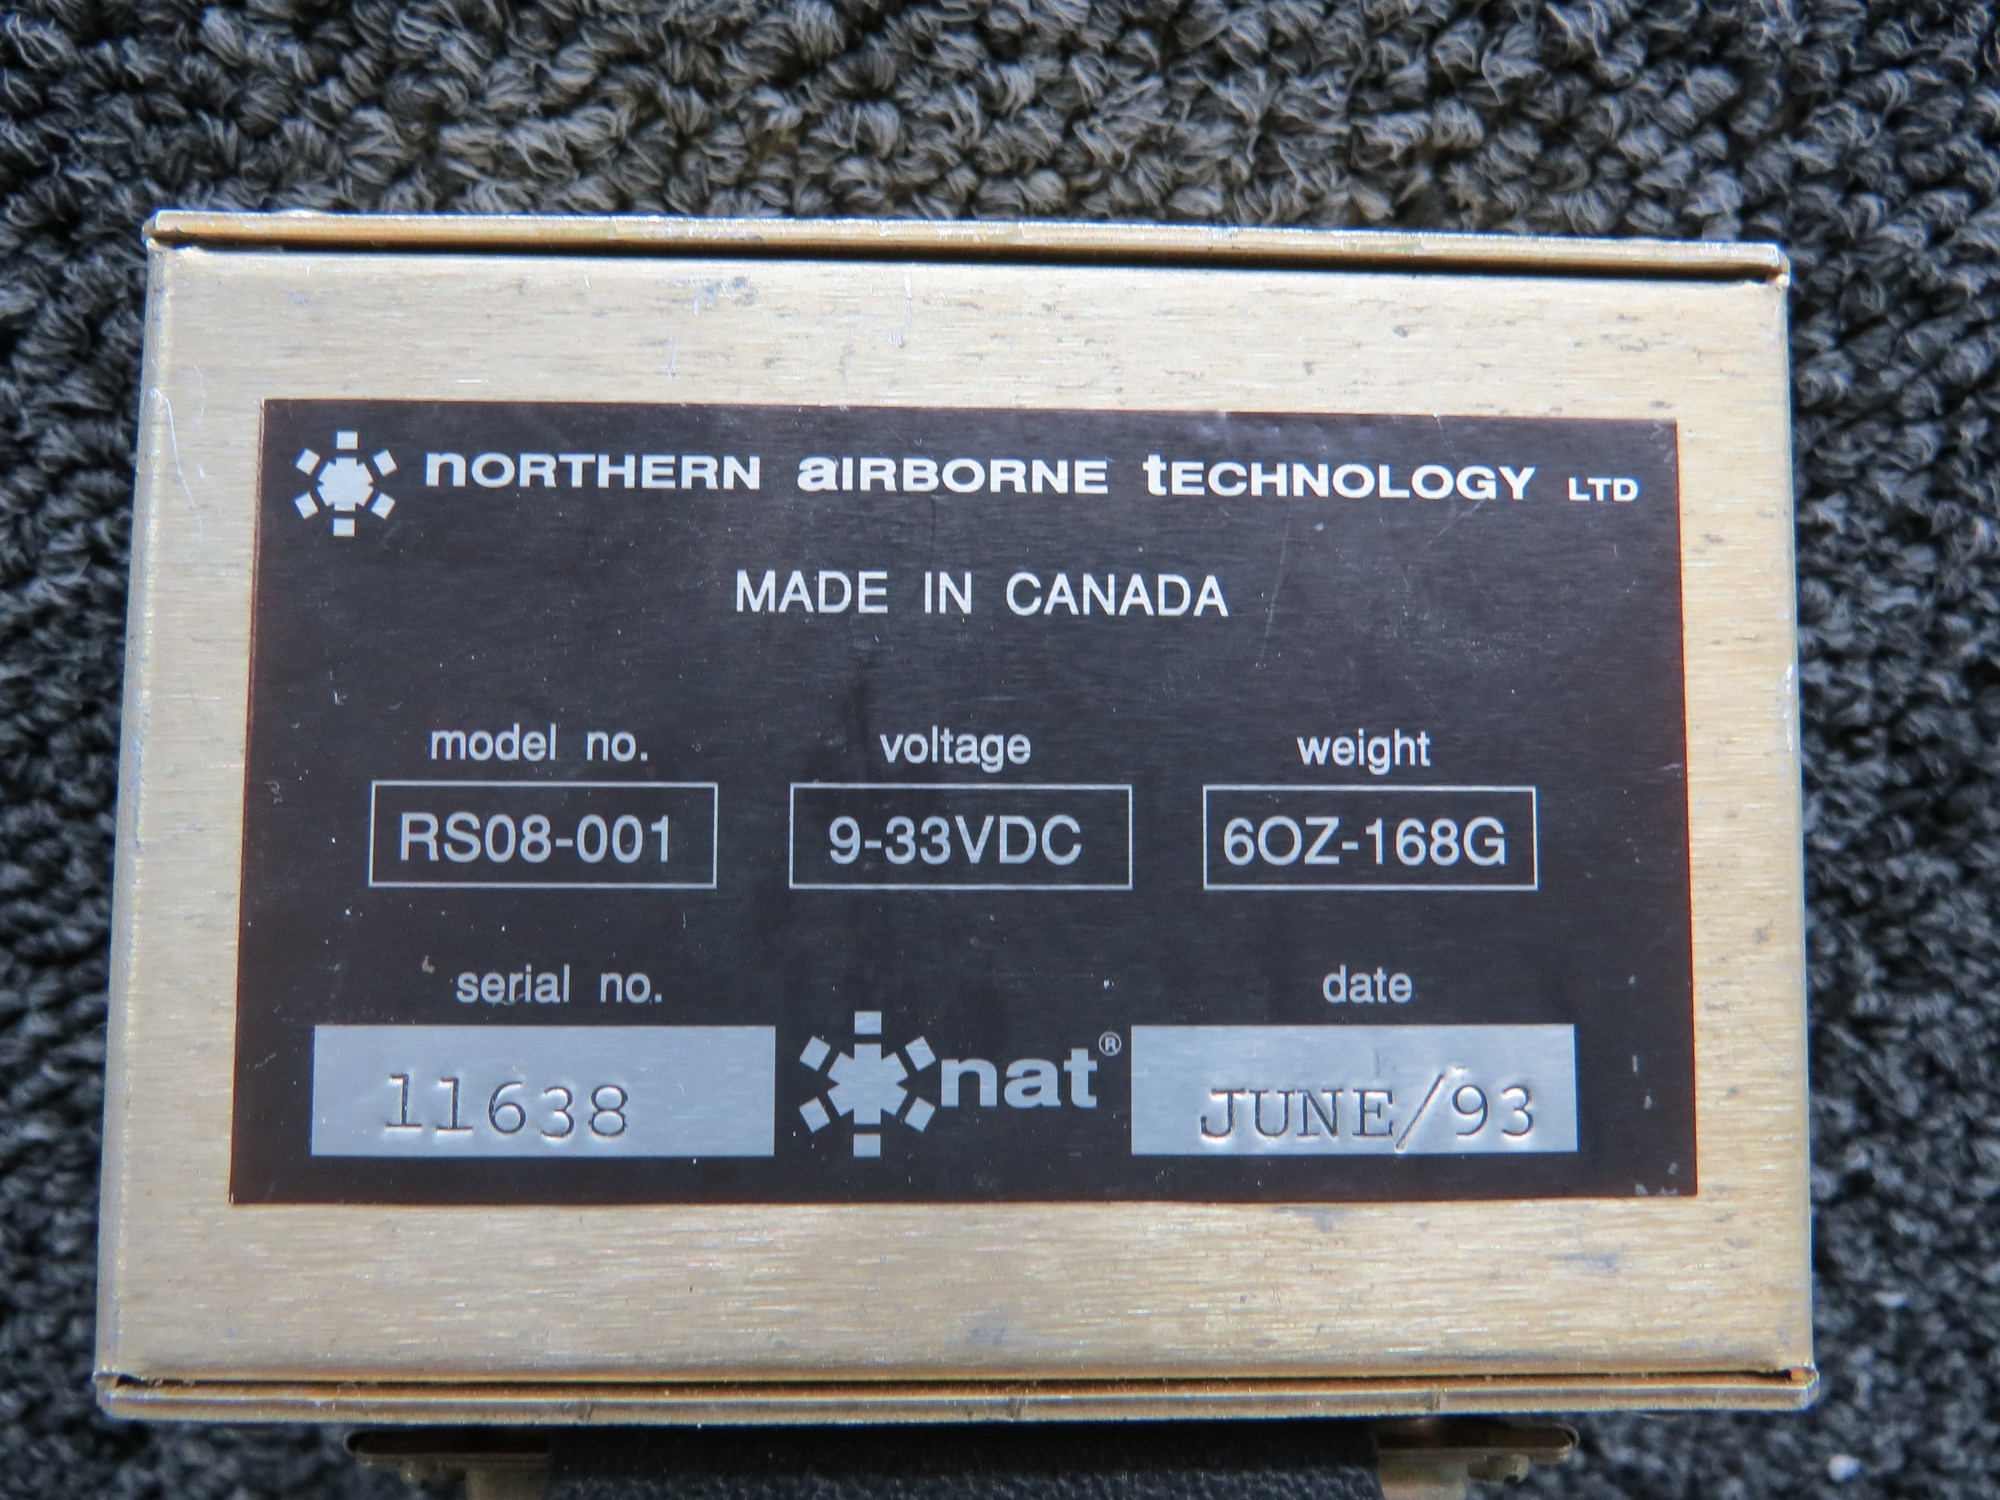 nORTHERN aIRBORNE tECHNOLOGY LTD
MADE IN CANADA
model no. voltage weight
RS08-001 9-33VDC 6OZ-168G
serial no. date
11638 nat® JUNE/93